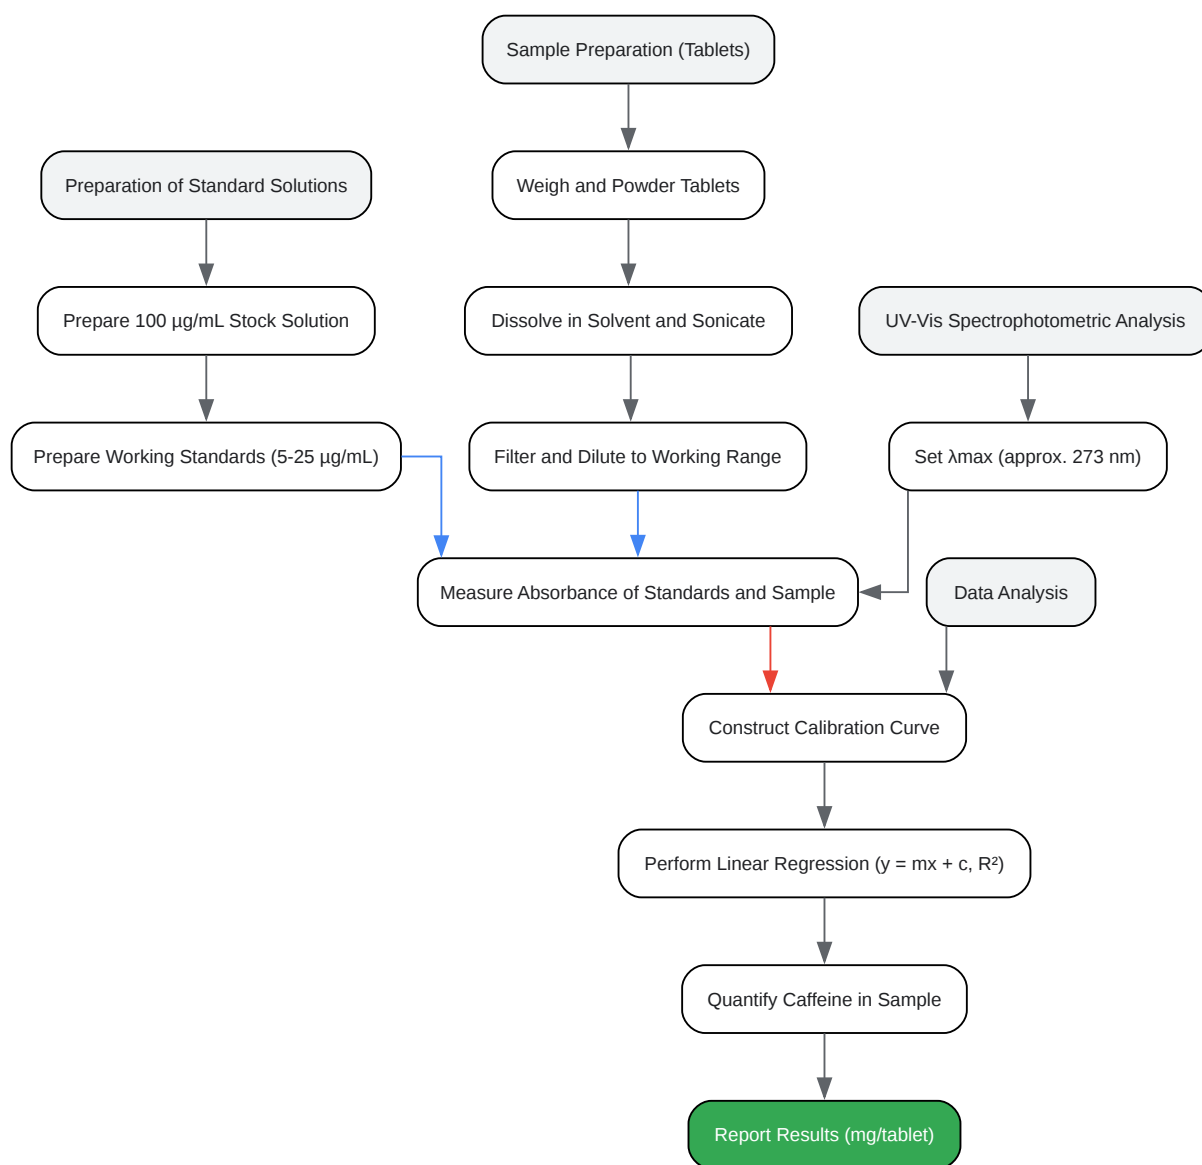 Sample Preparation (Tablets)
Preparation of Standard Solutions
Weigh and Powder Tablets
Prepare 100 µg/mL Stock Solution
Dissolve in Solvent and Sonicate
UV-Vis Spectrophotometric Analysis
Prepare Working Standards (5-25 µg/mL)
Filter and Dilute to Working Range
Set λmax (approx. 273 nm)
Measure Absorbance of Standards and Sample
Data Analysis
Construct Calibration Curve
Perform Linear Regression (y = mx + c, R²)
Quantify Caffeine in Sample
Report Results (mg/tablet)